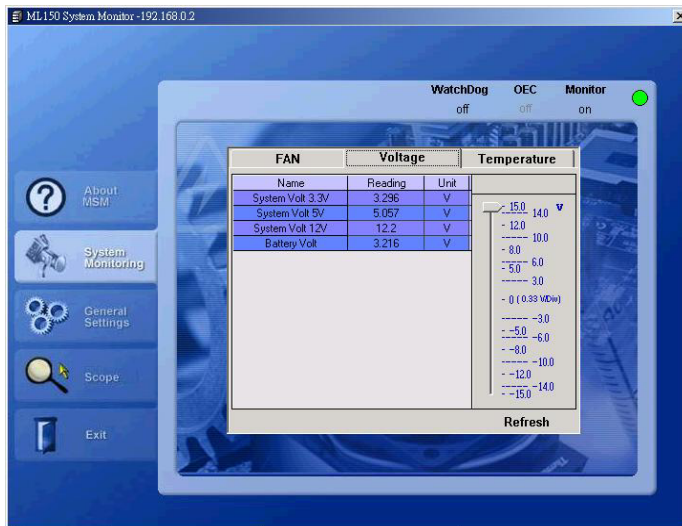 ML150 System Monitor -192.168.0.2
WatchDog OEC Monitor
off off on
FAN Voltage Temperature
Name Reading Unit
System Volt 3.3V 3.296 V
System Volt 5V 5.057 V
System Volt 12V 12.2 V
Battery Volt 3.216 V
15.0 V
14.0
12.0
10.0
8.0
6.0
5.0
3.0
0 ( 0.33 V/Div)
-3.0
-5.0
-6.0
-8.0
-10.0
-12.0
-14.0
-15.0
Refresh
About
MSM
System
Monitoring
General
Settings
Scope
Exit